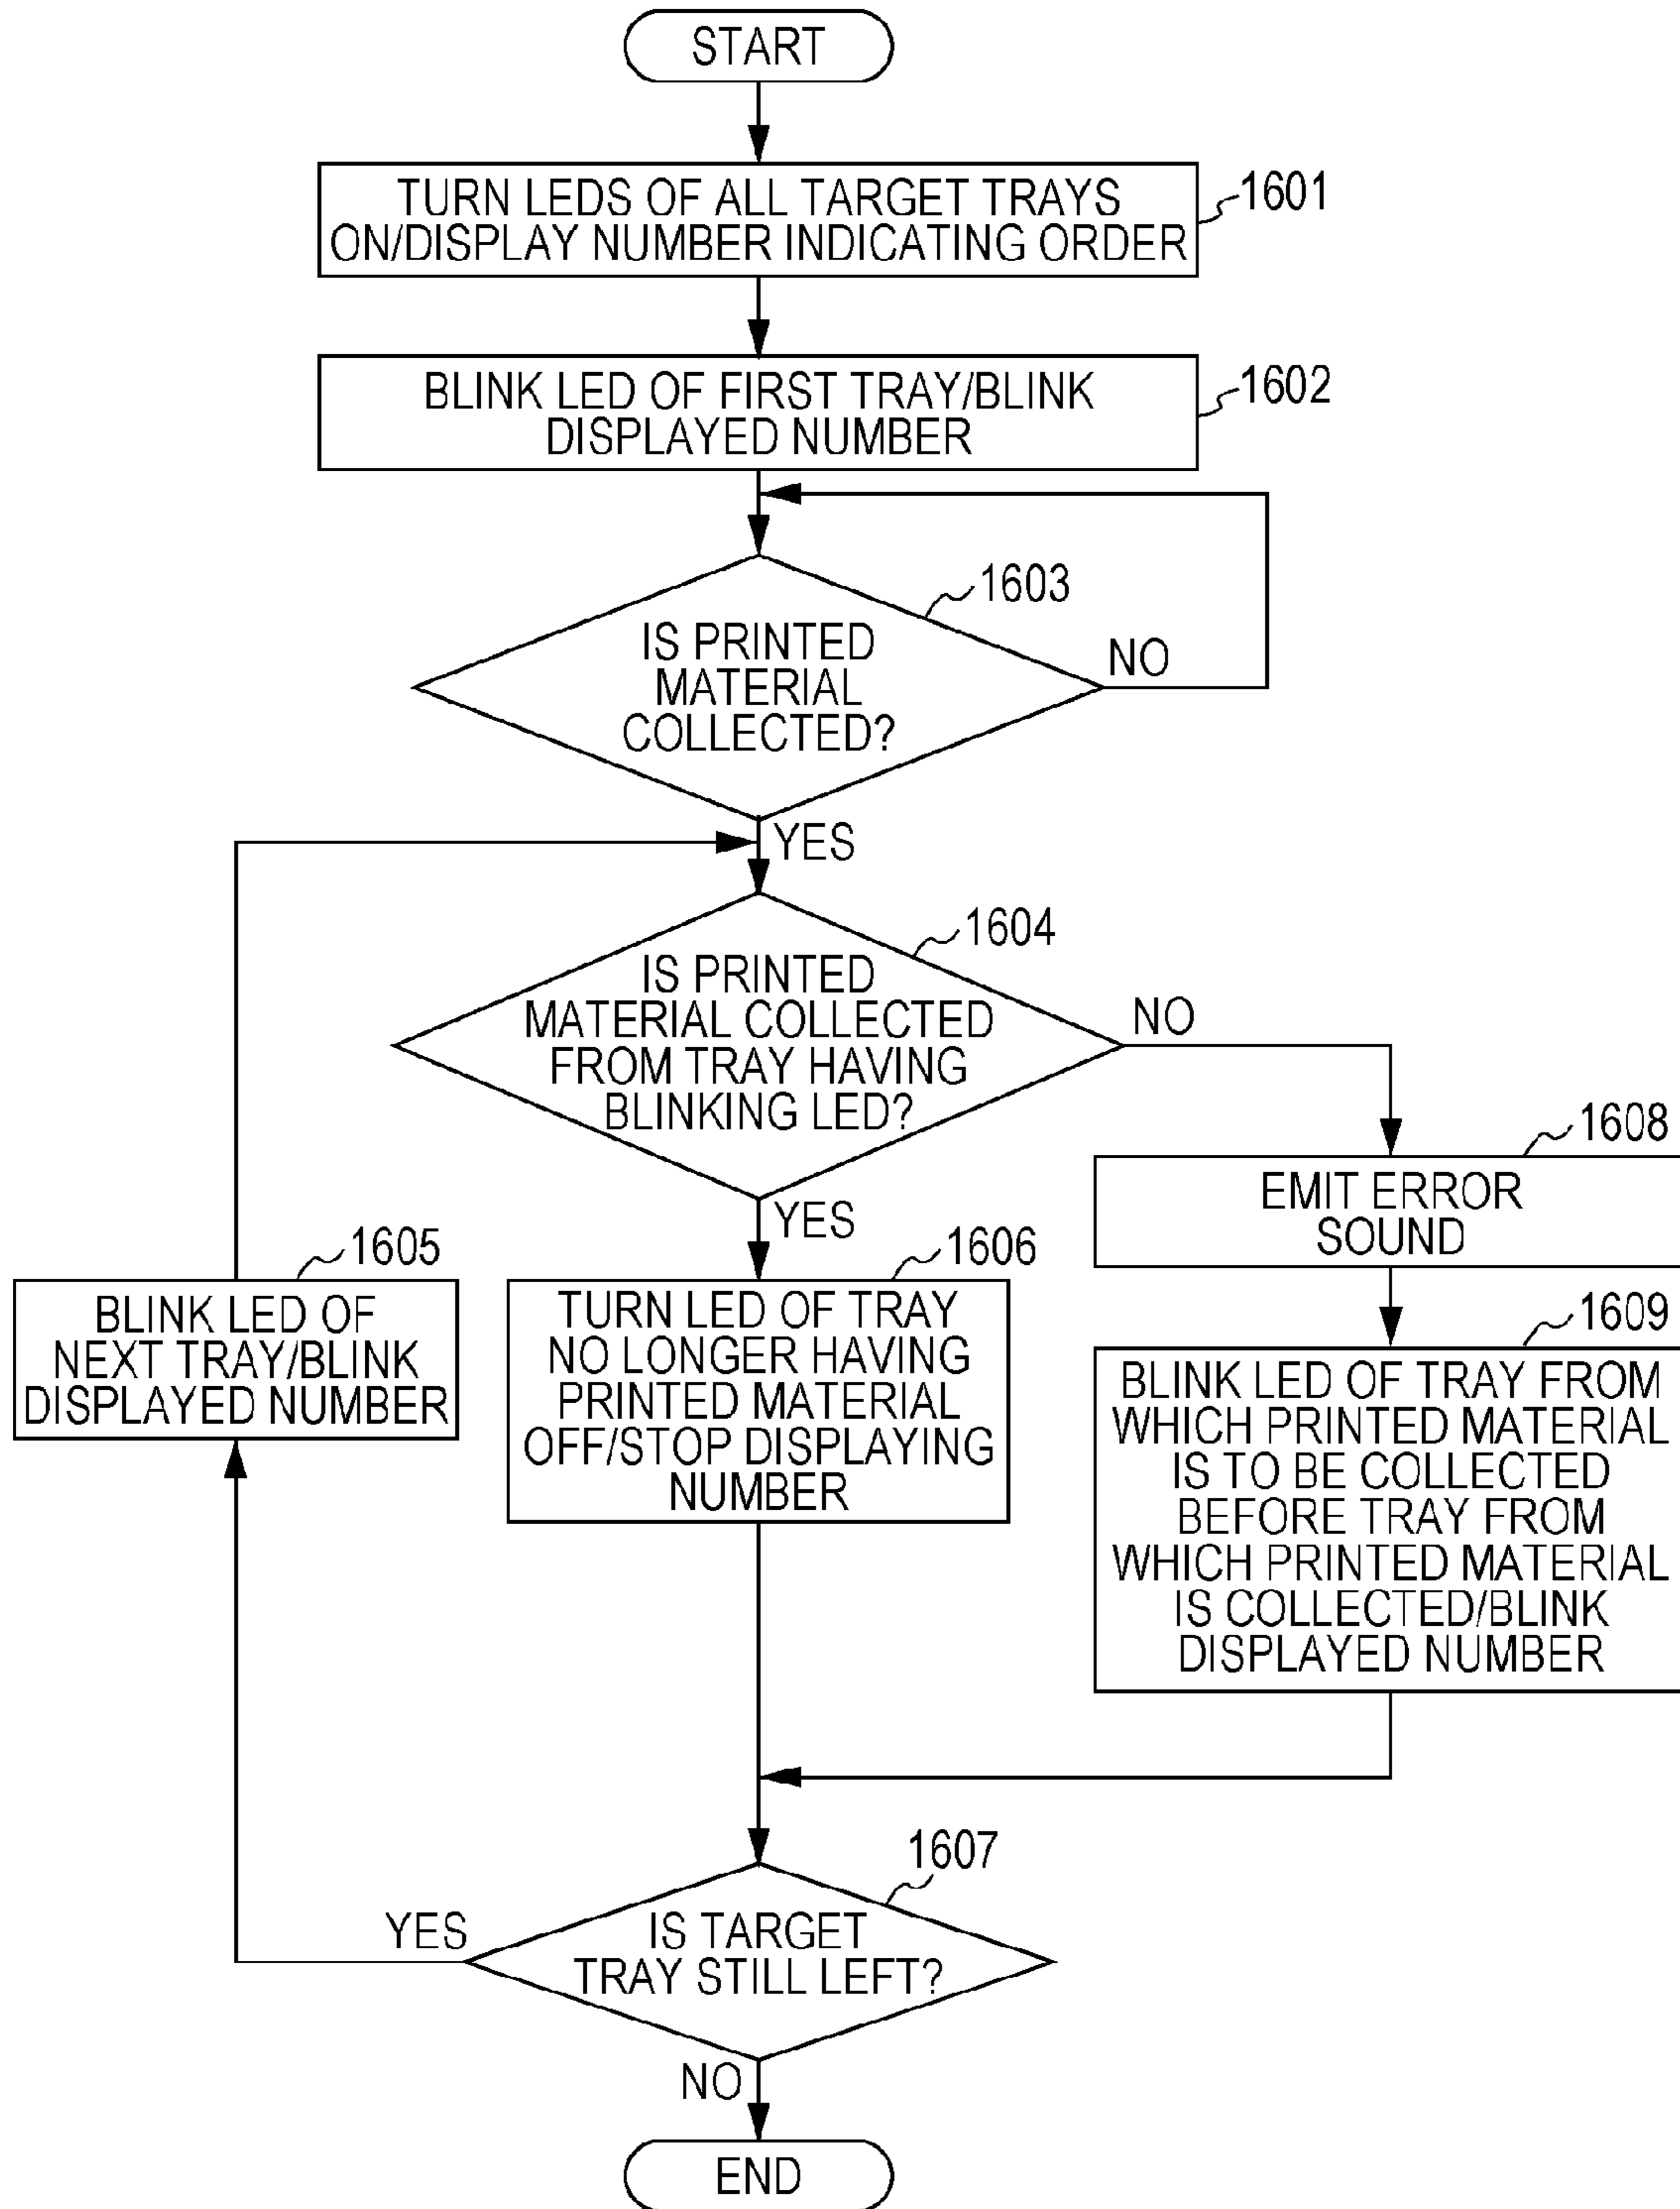 START
TURN LEDS OF ALL TARGET TRAYS
ON/DISPLAY NUMBER INDICATING ORDER
1601
BLINK LED OF FIRST TRAY/BLINK
DISPLAYED NUMBER
1602
1603
IS PRINTED
MATERIAL
COLLECTED?
NO
YES
1604
IS PRINTED
MATERIAL COLLECTED
FROM TRAY HAVING
BLINKING LED?
NO
YES
1605
BLINK LED OF
NEXT TRAY/BLINK
DISPLAYED NUMBER
1606
TURN LED OF TRAY
NO LONGER HAVING
PRINTED MATERIAL
OFF/STOP DISPLAYING
NUMBER
1608
EMIT ERROR
SOUND
1609
BLINK LED OF TRAY FROM
WHICH PRINTED MATERIAL
IS TO BE COLLECTED
BEFORE TRAY FROM
WHICH PRINTED MATERIAL
IS COLLECTED/BLINK
DISPLAYED NUMBER
1607
IS TARGET
TRAY STILL LEFT?
YES
NO
END